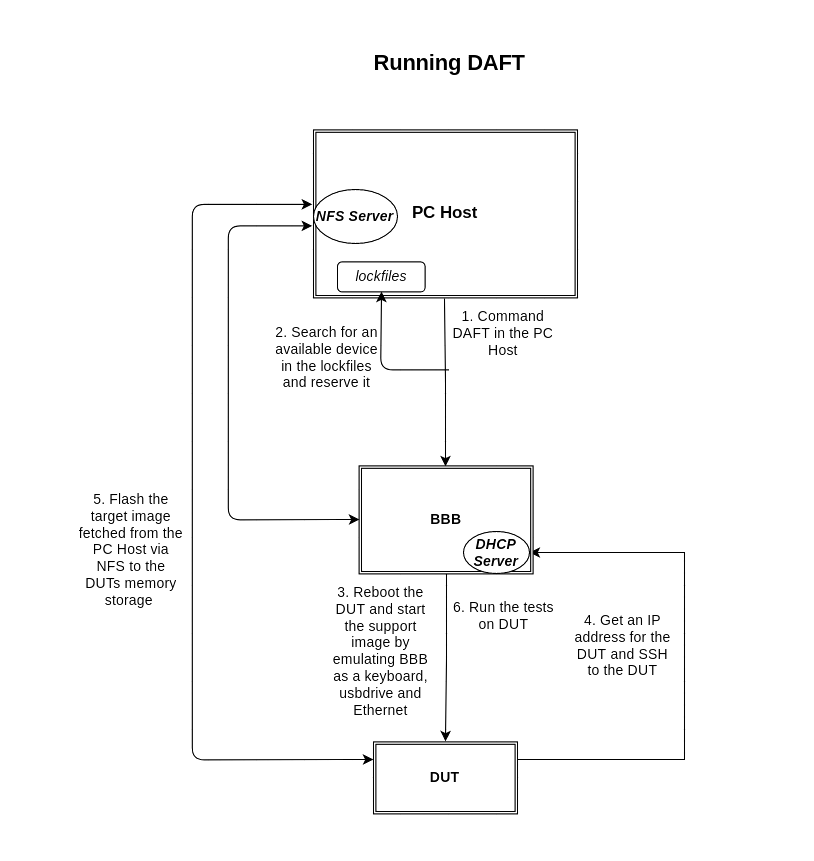 Running DAFT
NFS Server
PC Host
lockfiles
1. Command
DAFT in the PC
Host
2. Search for an
available device
in the lockfiles
and reserve it
BBB
DHCP
Server
3. Reboot the
DUT and start
the support
image by
emulating BBB
as a keyboard,
usbdrive and
Ethernet
6. Run the tests
on DUT
4. Get an IP
address for the
DUT and SSH
to the DUT
5. Flash the
target image
fetched from the
PC Host via
NFS to the
DUTs memory
storage
DUT